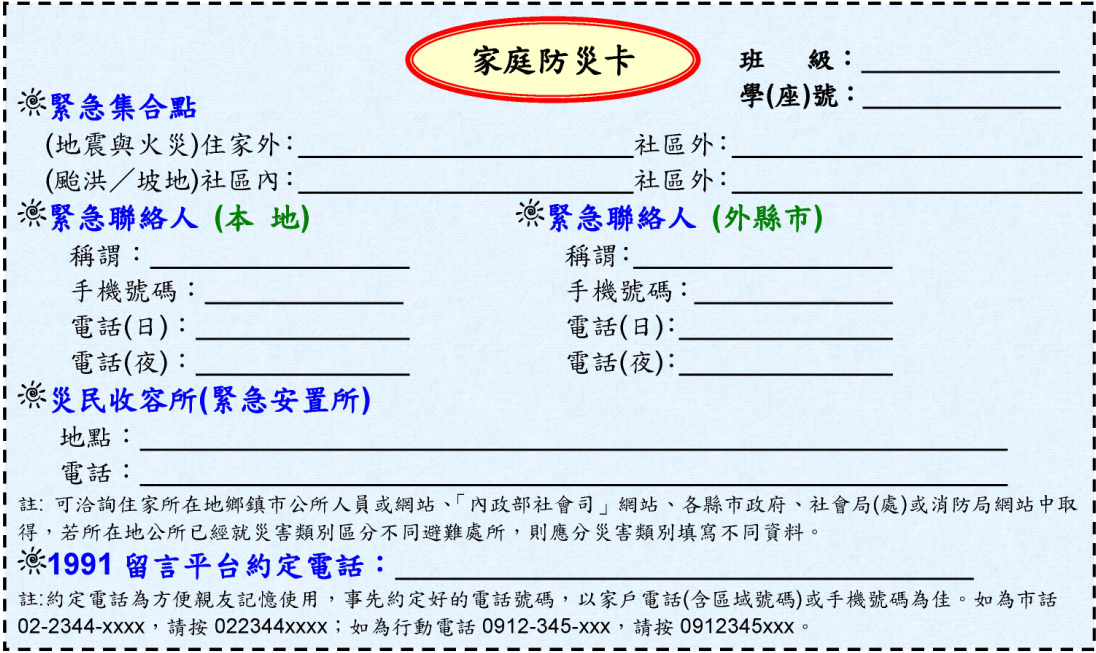 家庭防災卡
班　級：
學(座)號：
緊急集合點
(地震與火災)住家外：　社區外：
(颱洪／坡地)社區內：　社區外：
緊急聯絡人 (本 地)　緊急聯絡人 (外縣市)
稱謂：　稱謂：
手機號碼：　手機號碼：
電話(日)：　電話(日)：
電話(夜)：　電話(夜)：
災民收容所(緊急安置所)
地點：
電話：
註: 可洽詢住家所在地鄉鎮市公所人員或網站、「內政部社會司」網站、各縣市政府、社會局(處)或消防局網站中取
得，若所在地公所已經就災害類別區分不同避難處所，則應分災害類別填寫不同資料。
1991 留言平台約定電話：
註:約定電話為方便親友記憶使用，事先約定好的電話號碼，以家戶電話(含區域號碼)或手機號碼為佳。如為市話
02-2344-xxxx，請按 022344xxxx；如為行動電話 0912-345-xxx，請按 0912345xxx。